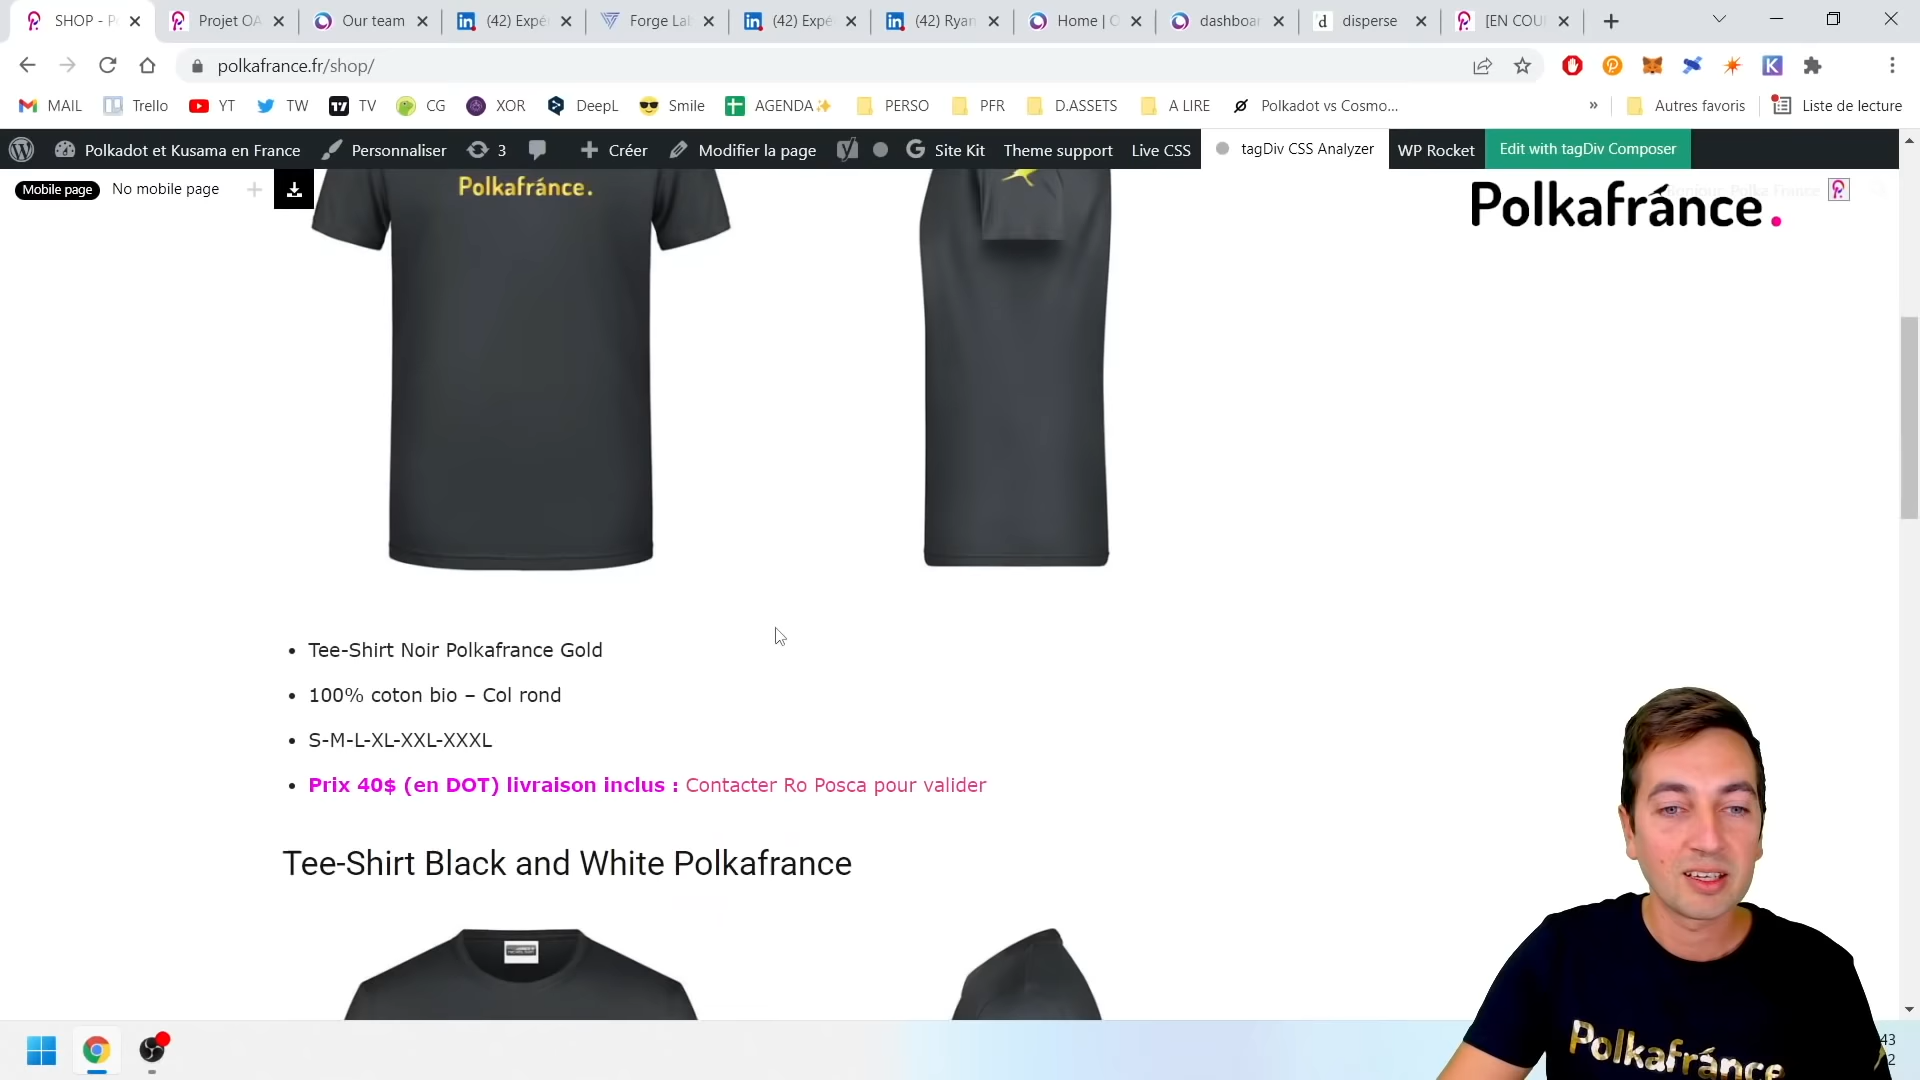 SHOP - P
Projet OA
Our team
(42) Expé
Forge Lab
(42) Expé
(42) Ryan
Home | O
dashboar
disperse
[EN COU
polkafrance.fr/shop/
MAIL
Trello
YT
TW
TV
CG
XOR
DeepL
Smile
AGENDA✨
PERSO
PFR
D.ASSETS
A LIRE
Polkadot vs Cosmo...
»
Autres favoris
Liste de lecture
Polkadot et Kusama en France
Personnaliser
3
Créer
Modifier la page
Site Kit
Theme support
Live CSS
tagDiv CSS Analyzer
WP Rocket
Edit with tagDiv Composer
Mobile page
No mobile page
Polkafránce.
Polkafránce.
• Tee-Shirt Noir Polkafrance Gold
• 100% coton bio – Col rond
• S-M-L-XL-XXL-XXXL
• Prix 40$ (en DOT) livraison inclus : Contacter Ro Posca pour valider
Tee-Shirt Black and White Polkafrance
Polkafránce
43
2